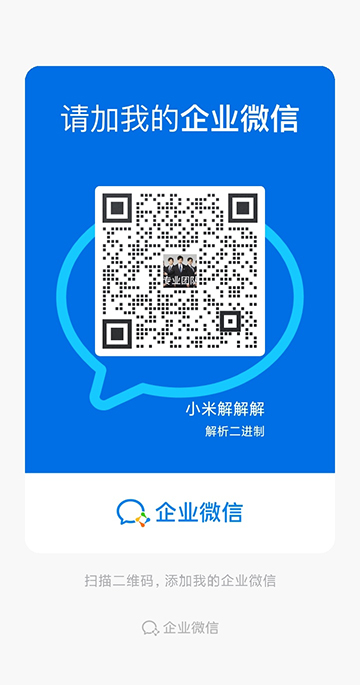 请加我的企业微信
专业团队
小米解解解
解析二进制
企业微信
扫描二维码，添加我的企业微信
企业微信